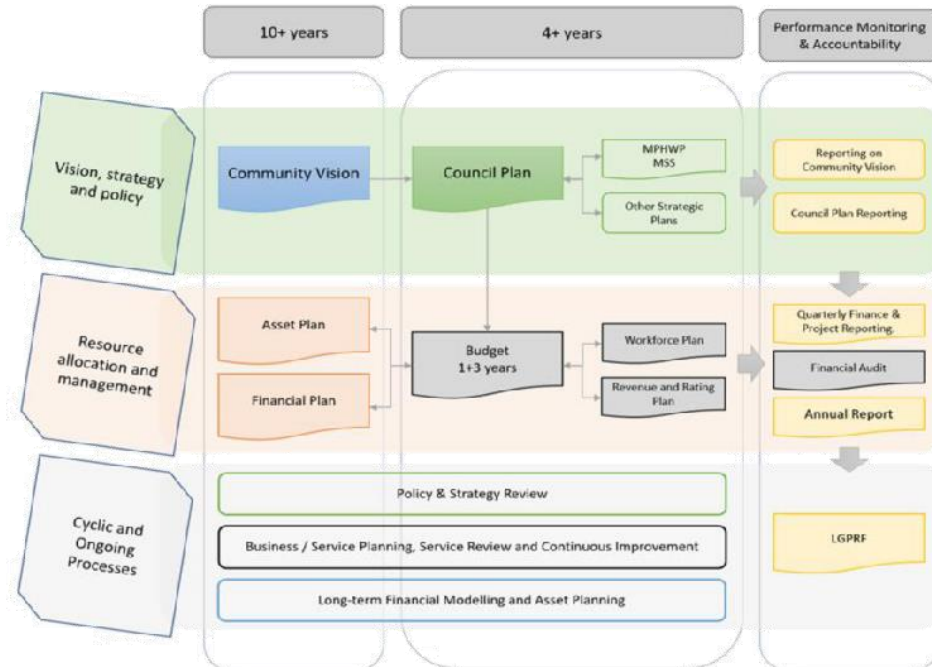 10+ years
4+ years
Performance Monitoring
& Accountability
Vision, strategy
and policy
Community Vision
Council Plan
MPHWP
MSS
Other Strategic
Plans
Reporting on
Community Vision
Council Plan Reporting
Resource
allocation and
management
Asset Plan
Financial Plan
Budget
1+3 years
Workforce Plan
Revenue and Rating
Plan
Quarterly Finance &
Project Reporting.
Financial Audit
Annual Report
Cyclic and
Ongoing
Processes
Policy & Strategy Review
Business / Service Planning, Service Review and Continuous Improvement
Long-term Financial Modelling and Asset Planning
LGPRF